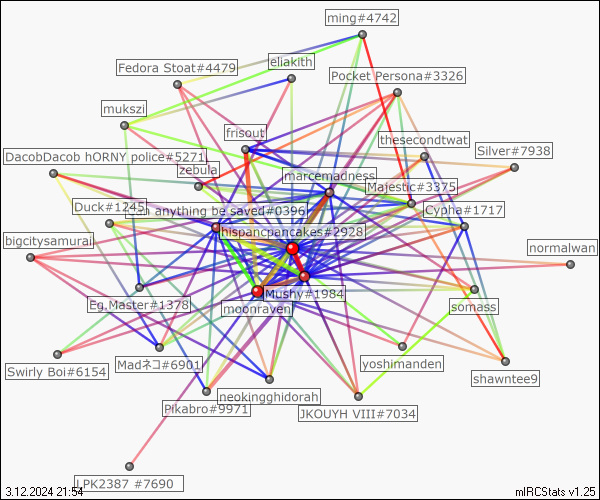 ming#4742
eliakith
Fedora Stoat#4479
Pocket Persona#3326
mukszi
frisout
thesecondtwat
Silver#7938
DacobDacob hORNY police#5271
zebula
marcemadness
Majestic#3375
Duck#1245
n anything be saved#0396
Cypha#1717
hispancpancakes#2928
bigcitysamurai
normalwan
Eg.Master#1378
Mushy#1984
moonraven
somass
Swirly Boi#6154
Madネコ#6901
yoshimanden
shawntee9
Pikabro#9971
neokingghidorah
JKOUYH VIII#7034
LPK2387 #7690
3.12.2024 21:54
mIRCStats v1.25